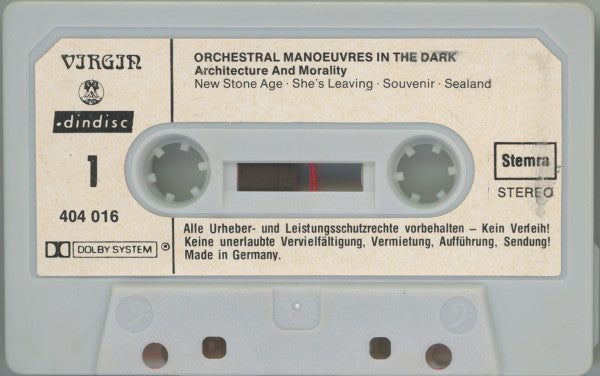 VIRGIN
•dindisc
1
404 016
DOLBY SYSTEM ®
ORCHESTRAL MANOEUVRES IN THE DARK
Architecture And Morality
New Stone Age · She's Leaving · Souvenir · Sealand
Stemra
STEREO
Alle Urheber- und Leistungsschutzrechte vorbehalten – Kein Verleih!
Keine unerlaubte Vervielfältigung, Vermietung, Aufführung, Sendung!
Made in Germany.